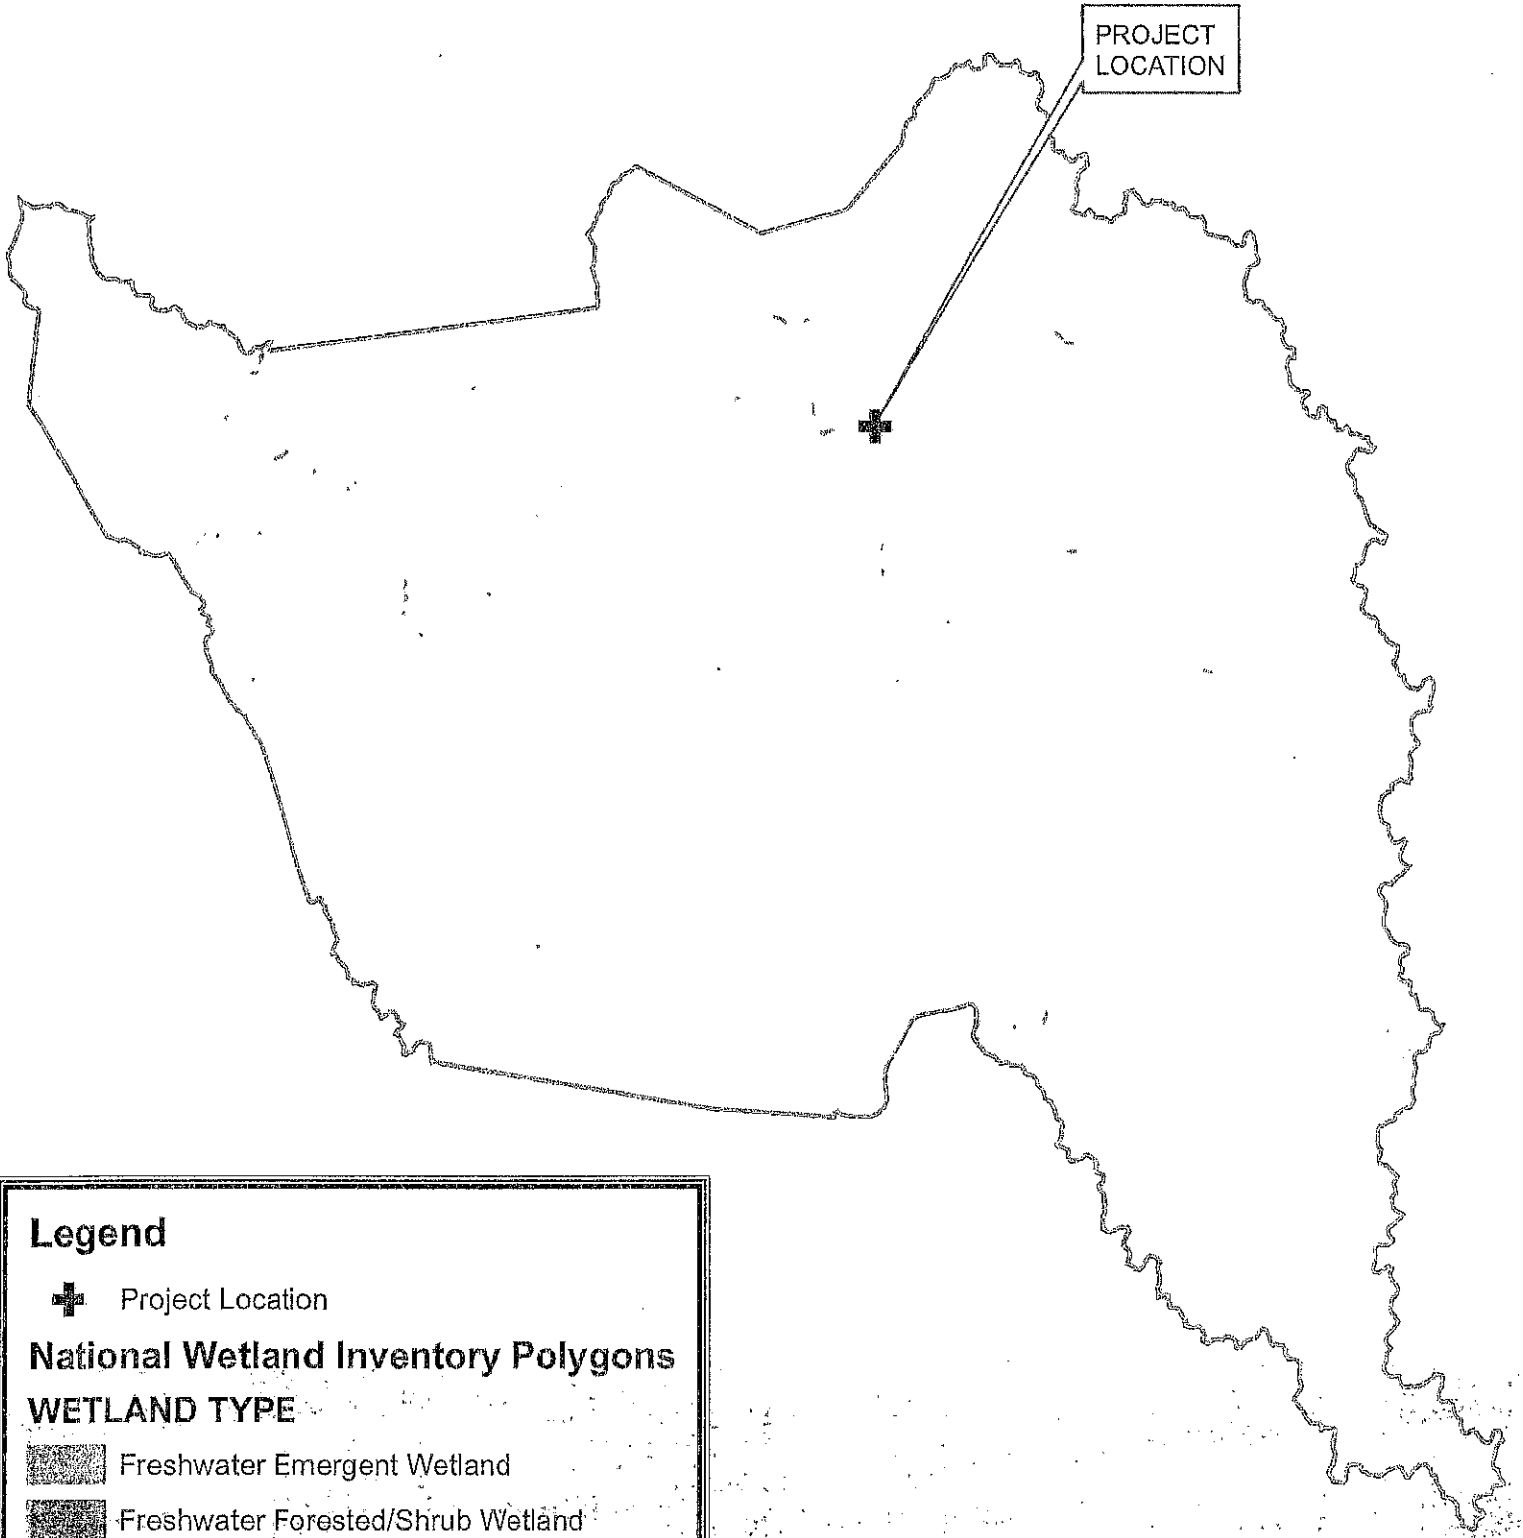 PROJECT
LOCATION
Legend
Project Location
National Wetland Inventory Polygons
WETLAND TYPE
Freshwater Emergent Wetland
Freshwater Forested/Shrub Wetland